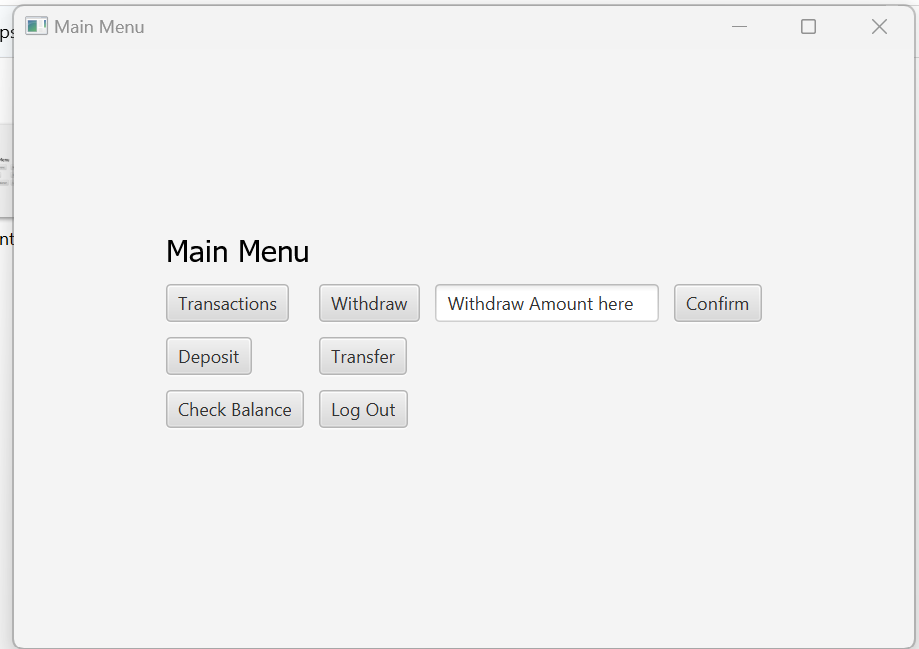 Main Menu
Main Menu
Transactions Withdraw Withdraw Amount here Confirm
Deposit Transfer
Check Balance Log Out